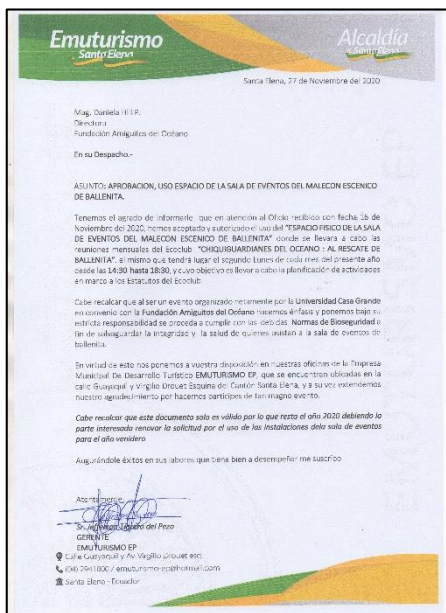 Emuturismo
Santa Elena
Alcaldía
Santa Elena
Santa Elena, 27 de Noviembre del 2020
Mag. Daniela Hill P.
Directora
Fundación Amiguitos del Océano
En su Despacho.-
ASUNTO: APROBACION, USO ESPACIO DE LA SALA DE EVENTOS DEL MALECON ESCENICO
DE BALLENITA.
Tenemos el agrado de informarle que en atención al Oficio recibido con fecha 16 de
Noviembre del 2020, hemos aceptado y autorizado el uso del "ESPACIO FISICO DE LA SALA
DE EVENTOS DEL MALECON ESCENICO DE BALLENITA" donde se llevara a cabo las
reuniones mensuales del Ecoclub "CHIQUIGUARDIANES DEL OCEANO : AL RESCATE DE
BALLENITA", el mismo que tendrá lugar el segundo Lunes de cada mes del presente año
desde las 14:30 hasta 18:30, y cuyo objetivo es llevar a cabo la planificación de actividades
en marco a los Estatutos del Ecoclub.
Cabe recalcar que al ser un evento organizado netamente por la Universidad Casa Grande
en convenio con la Fundación Amiguitos del Océano hacemos énfasis y ponemos bajo su
estricta responsabilidad se proceda a cumplir con las debidas Normas de Bioseguridad a
fin de salvaguardar la integridad y la salud de quienes asistan a la sala de eventos de
ballenita.
En virtud de esto nos ponemos a vuestra disposición en nuestras oficinas de la Empresa
Municipal De Desarrollo Turístico EMUTURISMO EP, que se encuentran ubicadas en la
calle Guayaquil y Virgilio Drouet Esquina del Cantón Santa Elena, y a su vez extendemos
nuestro agradecimiento por hacernos partícipes de tan magno evento.
Cabe recalcar que este documento solo es válido por lo que resta el año 2020 debiendo la
parte interesada renovar la solicitud por el uso de las instalaciones dela sala de eventos
para el año venidero
Augurándole éxitos en sus labores que tiene bien a desempeñar me suscribo
Atentamente,
Sr. Jefferson Tigrero del Pezo
GERENTE
EMUTURISMO EP
Calle Guayaquil y Av. Virgilio Drouet esq.
(04) 2941000 / emuturismo-ep@hotmail.com
Santa Elena - Ecuador